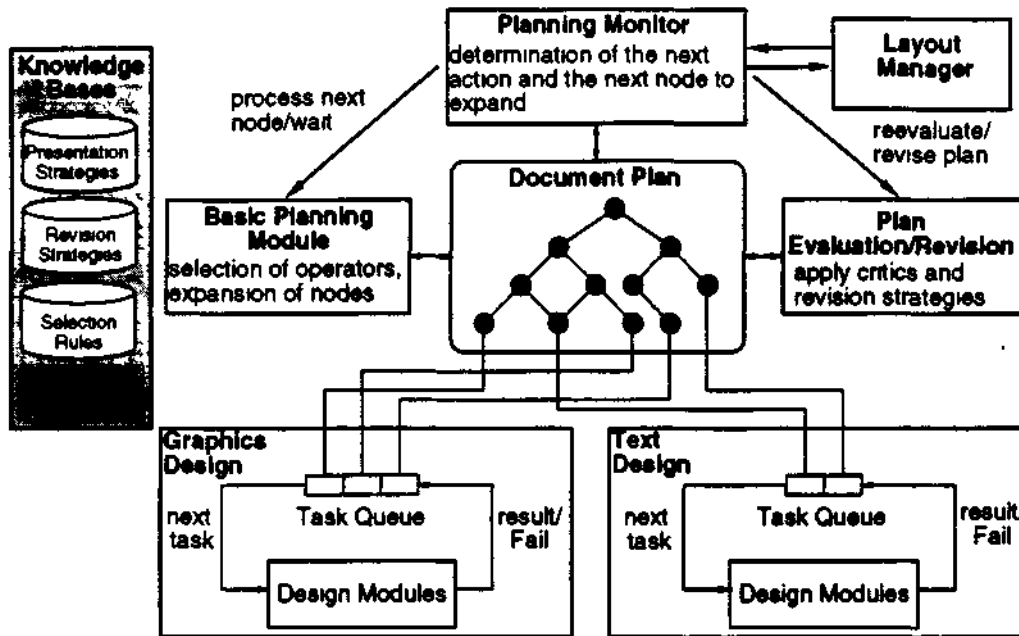 Knowledge
Bases
Presentation
Strategies
Revision
Strategies
Selection
Rules
Planning Monitor
determination of the next
action and the next node to
expand
Layout
Manager
process next
node/wait
reevaluate/
revise plan
Basic Planning
Module
selection of operators,
expansion of nodes
Document Plan
Plan
Evaluation/Revision
apply critics and
revision strategies
Graphics
Design
Task Queue
next
task
result/
Fail
Design Modules
Text
Design
Task Queue
next
task
result/
Fail
Design Modules